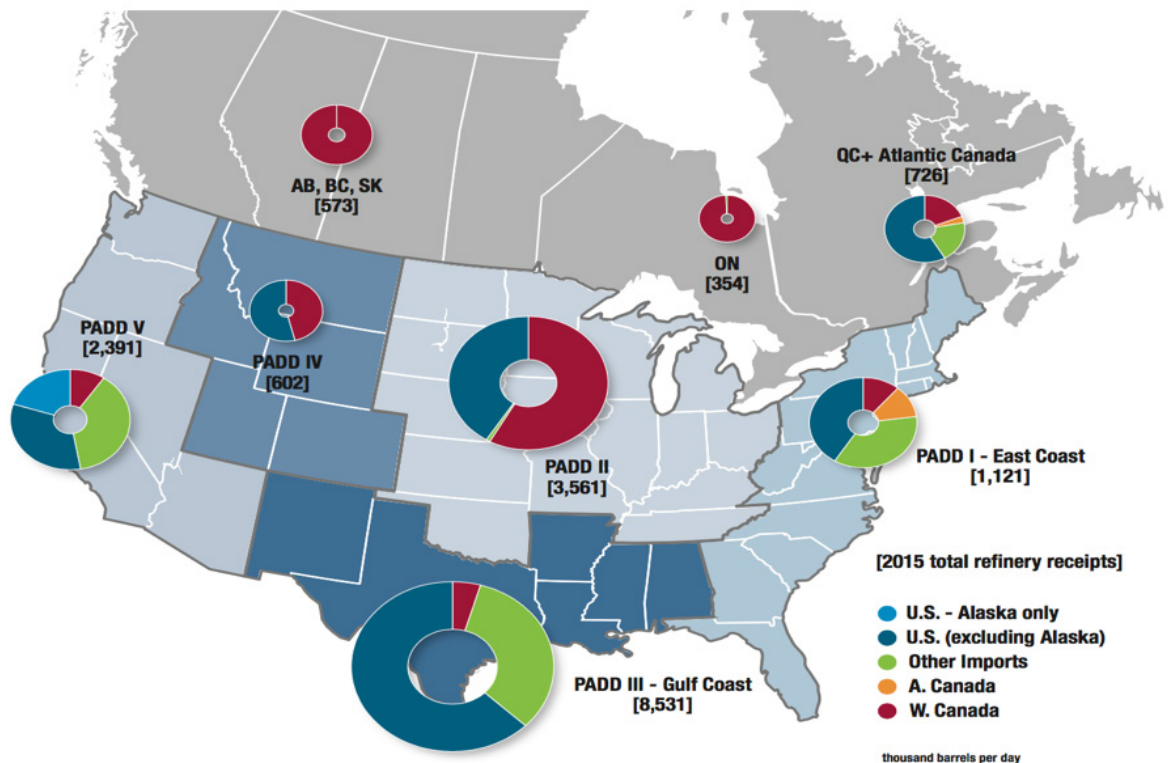 QC+ Atlantic Canada
[726]
AB, BC, SK
[573]
ON
[354]
PADD V
[2,391]
PADD IV
[602]
PADD II
[3,561]
PADD I - East Coast
[1,121]
PADD III - Gulf Coast
[8,531]
[2015 total refinery receipts]
U.S. - Alaska only
U.S. (excluding Alaska)
Other Imports
A. Canada
W. Canada
thousand barrels per day